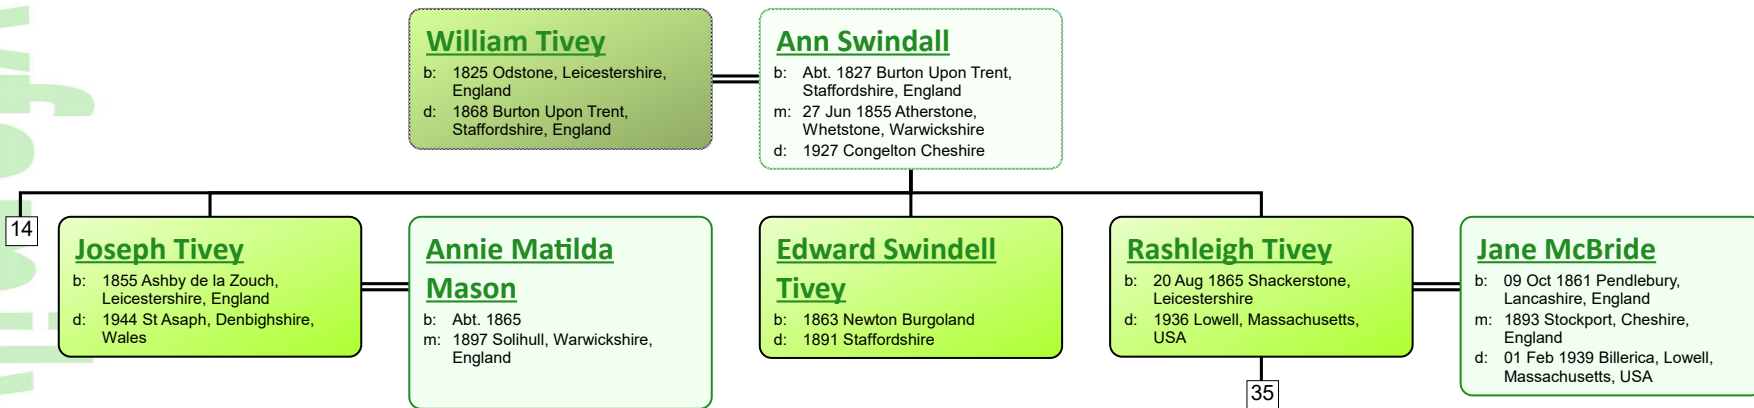 William Tivey
b: 1825 Odstone, Leicestershire,
England
d: 1868 Burton Upon Trent,
Staffordshire, England
Ann Swindall
b: Abt. 1827 Burton Upon Trent,
Staffordshire, England
m: 27 Jun 1855 Atherstone,
Whetstone, Warwickshire
d: 1927 Congelton Cheshire
14
Joseph Tivey
b: 1855 Ashby de la Zouch,
Leicestershire, England
d: 1944 St Asaph, Denbighshire,
Wales
Annie Matilda
Mason
b: Abt. 1865
m: 1897 Solihull, Warwickshire,
England
Edward Swindell
Tivey
b: 1863 Newton Burgoland
d: 1891 Staffordshire
Rashleigh Tivey
b: 20 Aug 1865 Shackerstone,
Leicestershire
d: 1936 Lowell, Massachusetts,
USA
Jane McBride
b: 09 Oct 1861 Pendlebury,
Lancashire, England
m: 1893 Stockport, Cheshire,
England
d: 01 Feb 1939 Billerica, Lowell,
Massachusetts, USA
35